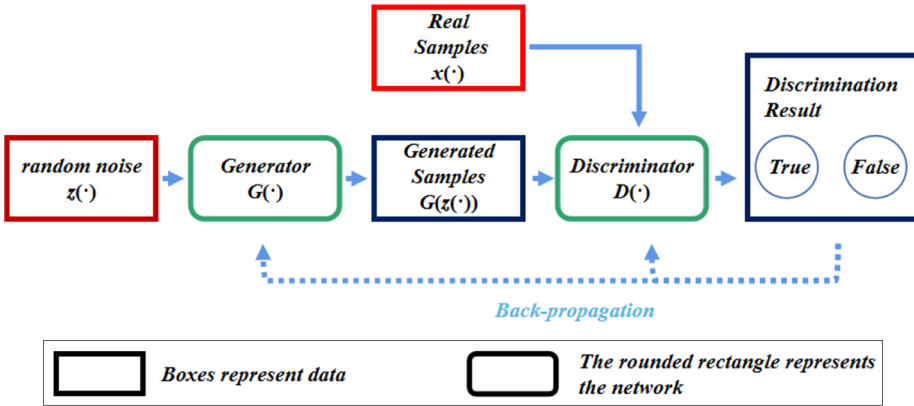 Real
Samples
x(·)
random noise
z(·)
Generator
G(·)
Generated
Samples
G(z(·))
Discriminator
D(·)
Discrimination
Result
True
False
Back-propagation
Boxes represent data
The rounded rectangle represents
the network